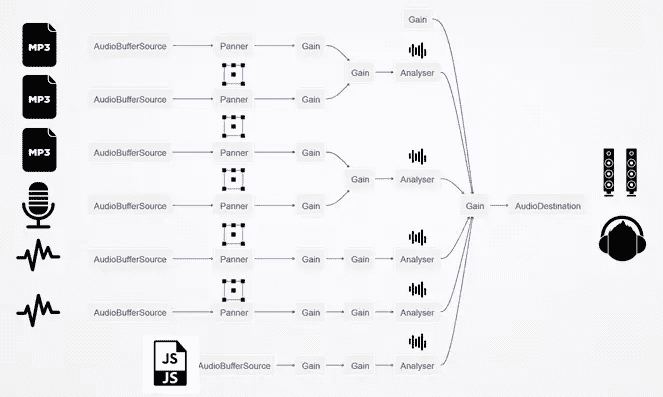 Gain
MP3 AudioBufferSource Panner Gain
Gain Analyser
MP3 AudioBufferSource Panner Gain
MP3 AudioBufferSource Panner Gain
Gain Analyser
AudioBufferSource Panner Gain Gain AudioDestination
AudioBufferSource Panner Gain Gain Analyser
AudioBufferSource Panner Gain Gain Analyser
JS
JS AudioBufferSource Gain Gain Analyser